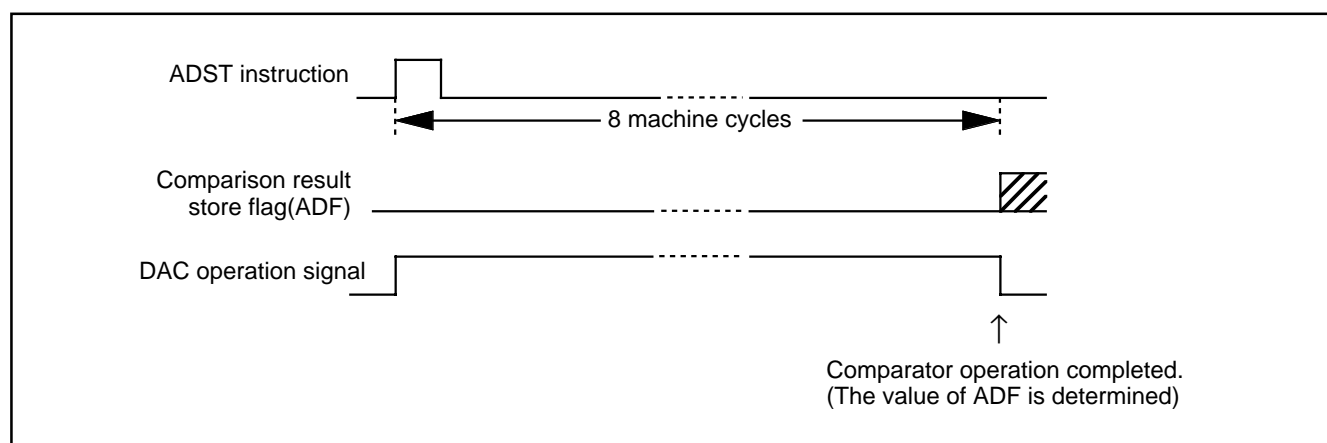 ADST instruction
8 machine cycles
Comparison result
store flag(ADF)
DAC operation signal
Comparator operation completed.
(The value of ADF is determined)